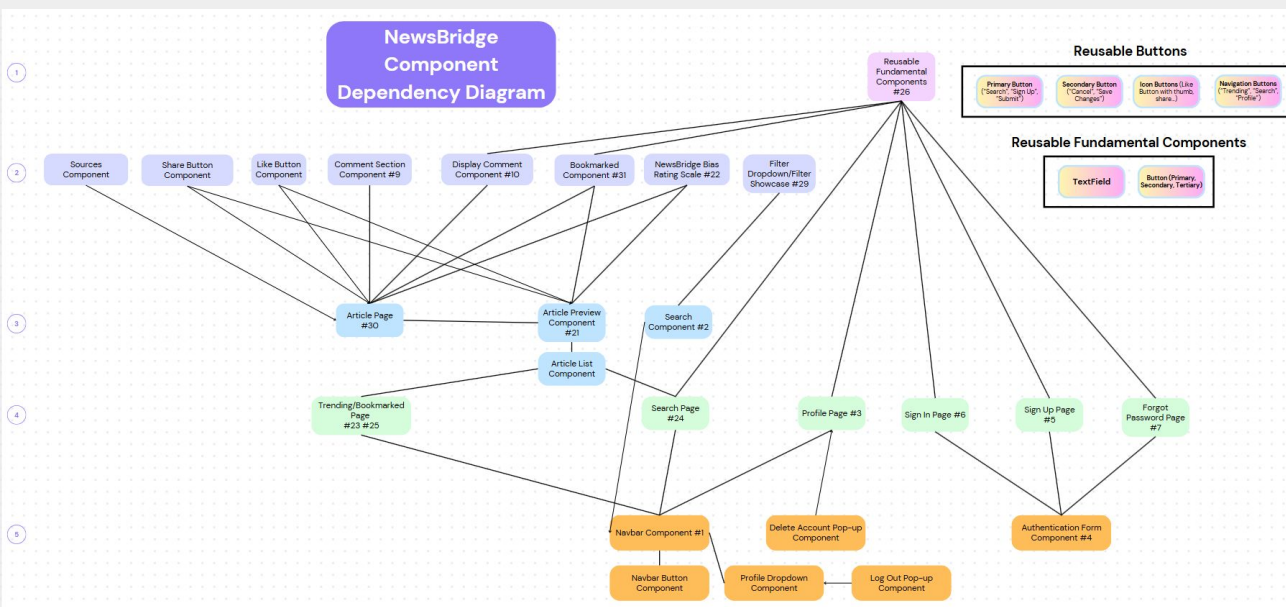 NewsBridge
Component
Dependency Diagram
Reusable
Fundamental
Components
#26
Reusable Buttons
Primary Button
("Search", "Sign Up",
"Submit")
Secondary Button
("Cancel", "Save
Changes")
Icon Buttons (Like
Button with thumb,
share...)
Navigation Buttons
("Trending", "Search",
"Profile")
Reusable Fundamental Components
TextField
Button (Primary,
Secondary, Tertiary)
1
2
Sources
Component
Share Button
Component
Like Button
Component
Comment Section
Component #9
Display Comment
Component #10
Bookmarked
Component #31
NewsBridge Bias
Rating Scale #22
Filter
Dropdown/Filter
Showcase #29
3
Article Page
#30
Article Preview
Component
#21
Search
Component #2
Article List
Component
4
Trending/Bookmarked
Page
#23 #25
Search Page
#24
Profile Page #3
Sign In Page #6
Sign Up Page
#5
Forgot
Password Page
#7
5
Navbar Component #1
Delete Account Pop-up
Component
Authentication Form
Component #4
Navbar Button
Component
Profile Dropdown
Component
Log Out Pop-up
Component